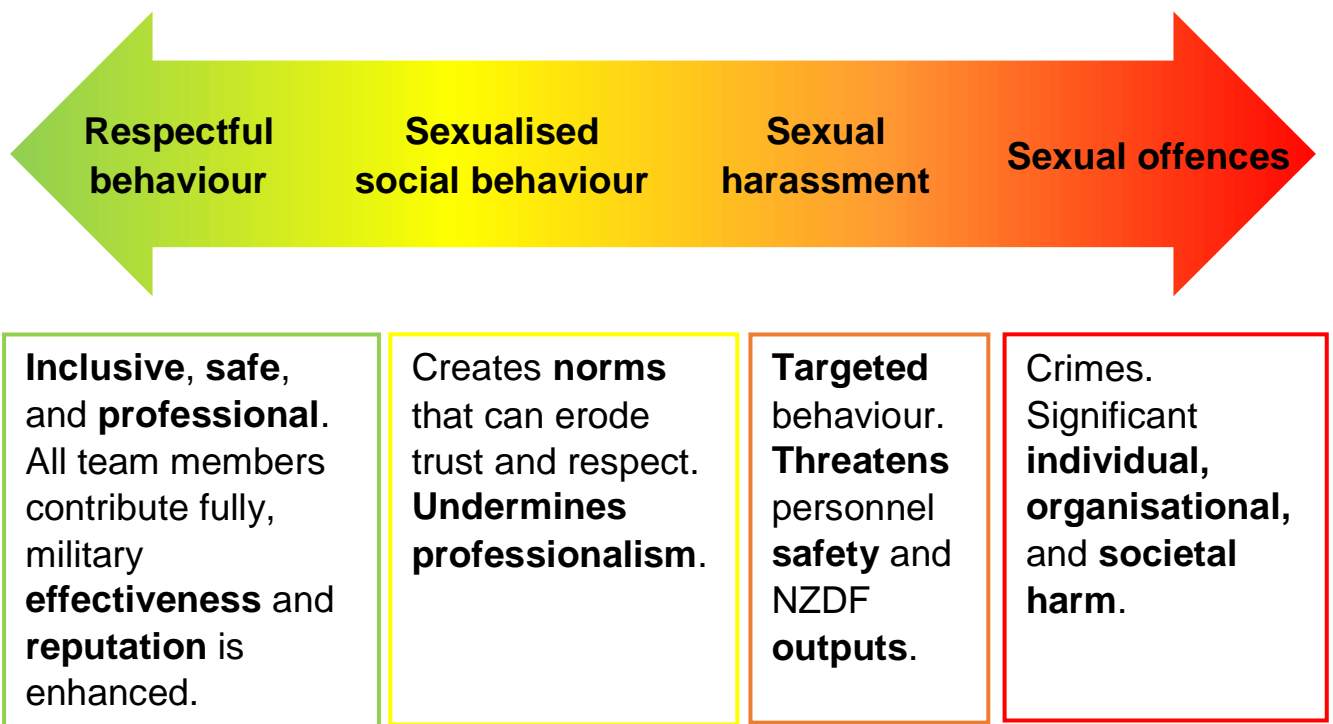 Respectful
behaviour
Sexualised
social behaviour
Sexual
harassment
Sexual offences
Inclusive, safe,
and professional.
All team members
contribute fully,
military
effectiveness and
reputation is
enhanced.
Creates norms
that can erode
trust and respect.
Undermines
professionalism.
Targeted
behaviour.
Threatens
personnel
safety and
NZDF
outputs.
Crimes.
Significant
individual,
organisational,
and societal
harm.